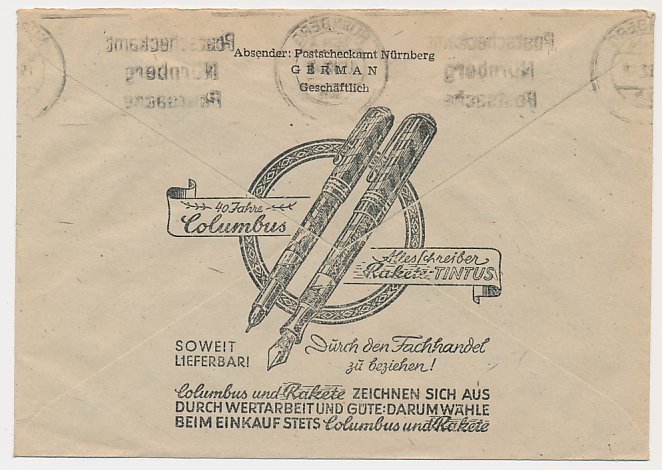 Absender: Postscheckamt Nürnberg
GERMAN
Geschäftlich
Postscheckamt
Nürnberg
Postsache
Postscheckamt
Nürnberg
Postsache
40 Jahre
Columbus
Allesschreiber
Rakete-TINTUS
SOWEIT
LIEFERBAR!
Durch den Fachhandel
zu beziehen!
Columbus und Rakete ZEICHNEN SICH AUS
DURCH WERTARBEIT UND GÜTE: DARUM WÄHLE
BEIM EINKAUF STETS Columbus und Rakete